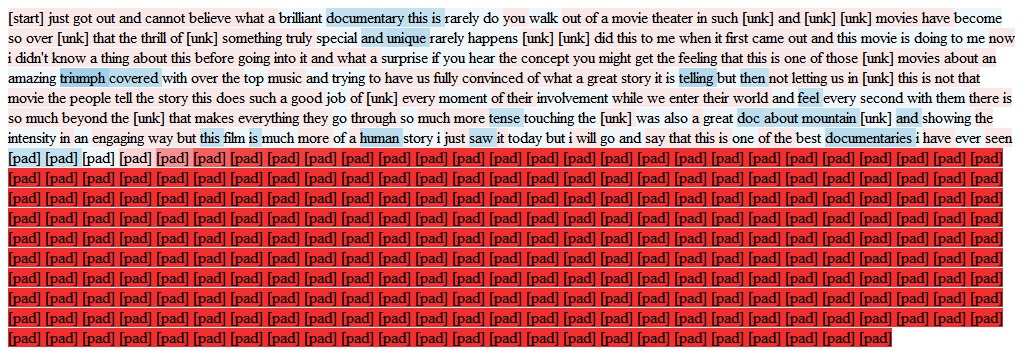 [start] just got out and cannot believe what a brilliant documentary this is rarely do you walk out of a movie theater in such [unk] and [unk] [unk] movies have become
so over [unk] that the thrill of [unk] something truly special and unique rarely happens [unk] [unk] did this to me when it first came out and this movie is doing to me now
i didn't know a thing about this before going into it and what a surprise if you hear the concept you might get the feeling that this is one of those [unk] movies about an
amazing triumph covered with over the top music and trying to have us fully convinced of what a great story it is telling but then not letting us in [unk] this is not that
movie the people tell the story this does such a good job of [unk] every moment of their involvement while we enter their world and feel every second with them there is
so much beyond the [unk] that makes everything they go through so much more tense touching the [unk] was also a great doc about mountain [unk] and showing the
intensity in an engaging way but this film is much more of a human story i just saw it today but i will go and say that this is one of the best documentaries i have ever seen
[pad] [pad] [pad] [pad] [pad] [pad] [pad] [pad] [pad] [pad] [pad] [pad] [pad] [pad] [pad] [pad] [pad] [pad] [pad] [pad] [pad] [pad] [pad] [pad] [pad] [pad] [pad]
[pad] [pad] [pad] [pad] [pad] [pad] [pad] [pad] [pad] [pad] [pad] [pad] [pad] [pad] [pad] [pad] [pad] [pad] [pad] [pad] [pad] [pad] [pad] [pad] [pad] [pad] [pad]
[pad] [pad] [pad] [pad] [pad] [pad] [pad] [pad] [pad] [pad] [pad] [pad] [pad] [pad] [pad] [pad] [pad] [pad] [pad] [pad] [pad] [pad] [pad] [pad] [pad] [pad] [pad]
[pad] [pad] [pad] [pad] [pad] [pad] [pad] [pad] [pad] [pad] [pad] [pad] [pad] [pad] [pad] [pad] [pad] [pad] [pad] [pad] [pad] [pad] [pad] [pad] [pad] [pad] [pad]
[pad] [pad] [pad] [pad] [pad] [pad] [pad] [pad] [pad] [pad] [pad] [pad] [pad] [pad] [pad] [pad] [pad] [pad] [pad] [pad] [pad] [pad] [pad] [pad] [pad] [pad] [pad]
[pad] [pad] [pad] [pad] [pad] [pad] [pad] [pad] [pad] [pad] [pad] [pad] [pad] [pad] [pad] [pad] [pad] [pad] [pad] [pad] [pad] [pad] [pad] [pad] [pad] [pad] [pad]
[pad] [pad] [pad] [pad] [pad] [pad] [pad] [pad] [pad] [pad] [pad] [pad] [pad] [pad] [pad] [pad] [pad] [pad] [pad] [pad] [pad] [pad] [pad] [pad] [pad] [pad] [pad]
[pad] [pad] [pad] [pad] [pad] [pad] [pad] [pad] [pad] [pad] [pad] [pad] [pad] [pad] [pad] [pad] [pad] [pad] [pad] [pad] [pad] [pad] [pad] [pad] [pad] [pad] [pad]
[pad] [pad] [pad] [pad] [pad] [pad] [pad] [pad] [pad] [pad] [pad] [pad] [pad] [pad] [pad] [pad] [pad] [pad] [pad] [pad] [pad] [pad] [pad] [pad] [pad] [pad] [pad]
[pad] [pad] [pad] [pad] [pad] [pad] [pad] [pad] [pad] [pad] [pad] [pad] [pad] [pad] [pad] [pad] [pad] [pad] [pad] [pad] [pad] [pad] [pad] [pad]